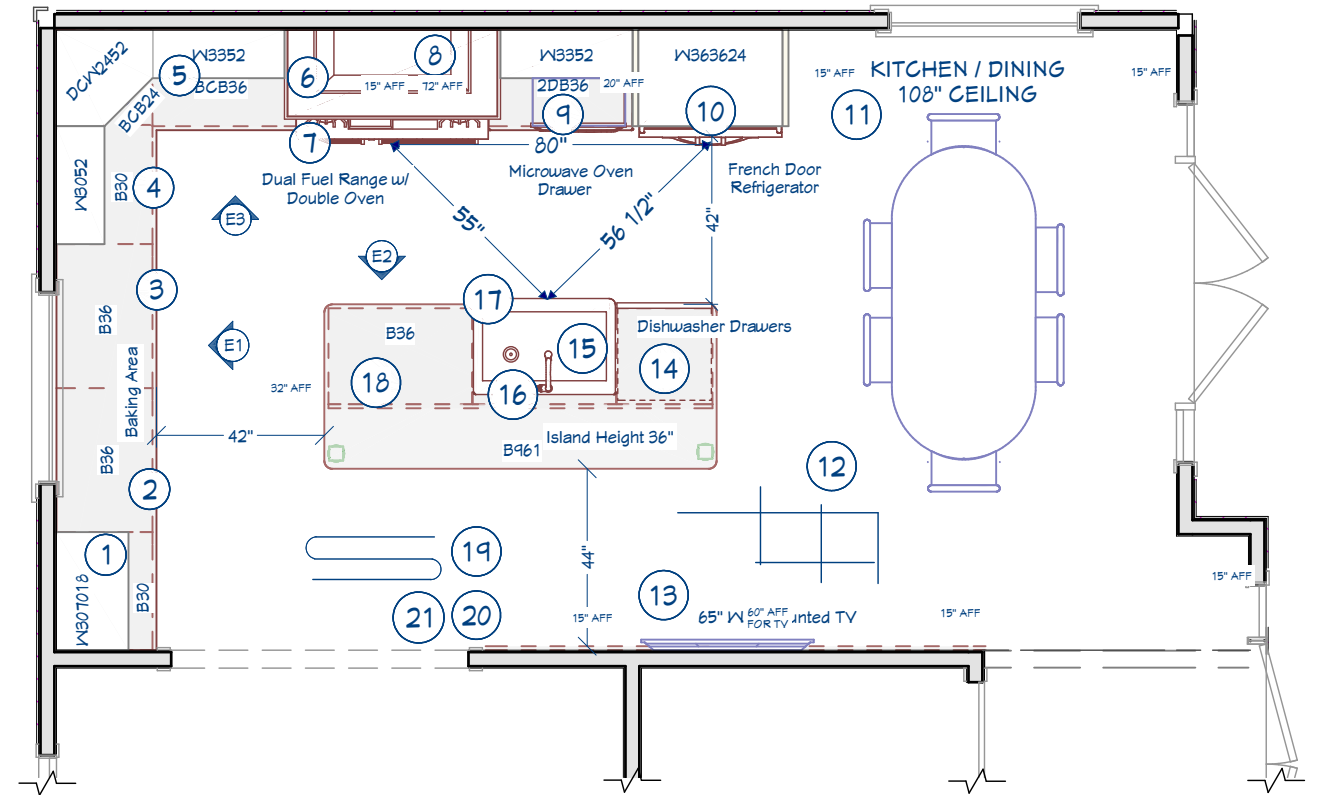 DCW2452
5
W3352
BCB36
BCB24
6
8
15" AFF
72" AFF
W3352
2DB36
20" AFF
9
W363624
10
15" AFF
KITCHEN / DINING
108" CEILING
15" AFF
11
7
80"
Dual Fuel Range w/
Double Oven
Microwave Oven
Drawer
French Door
Refrigerator
W3052
B30
4
E3
55"
56 1/2"
42"
E2
3
B36
E1
17
B36
15
Dishwasher Drawers
14
16
18
32" AFF
Baking Area
42"
B961
Island Height 36"
B36
2
12
1
W307018
B30
19
44"
21
20
15" AFF
13
65" W
60" AFF
FOR TV
nted TV
15" AFF
15" AFF